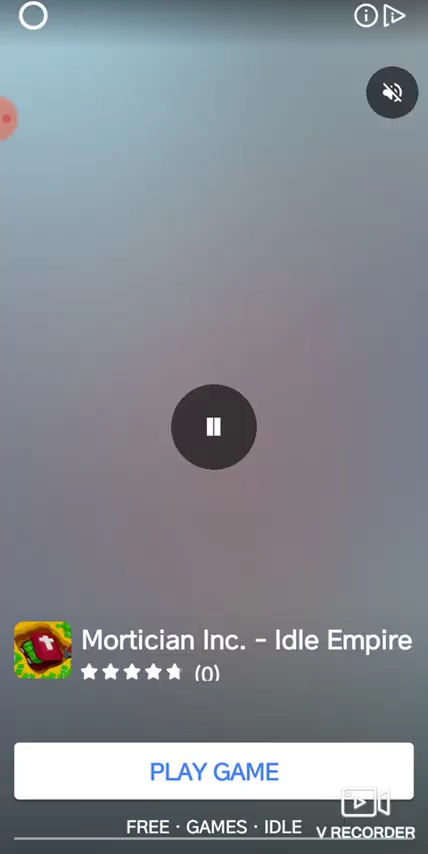 Mortician Inc. - Idle Empire
(0)
PLAY GAME
FREE · GAMES · IDLE
V RECORDER